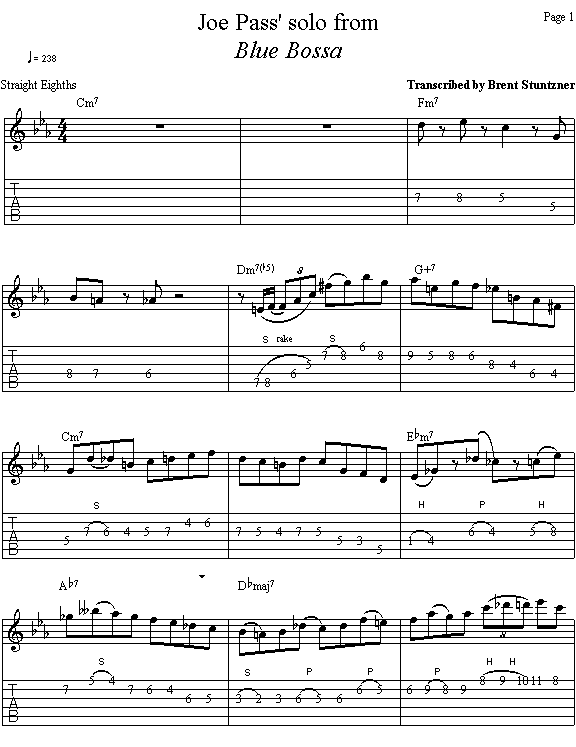 Page 1
Joe Pass' solo from
Blue Bossa
♩ = 238
Straight Eighths
Transcribed by Brent Stuntzner
Cm7 Fm7
4
4
T
A
B
7 8 5 5
Dm7(♭5) G+7
8
S rake S
T
A
B
8 7 6 7 8 6 5 7 8 6 8 9 5 8 6 8 4 6 4
Cm7 E♭m7
S H P H
T
A
B
5 7 6 4 5 7 4 6 7 5 4 7 5 5 3 5 1 4 6 4 5 10 8
A♭7 D♭maj7
S S P P P H H
T
A
B
7 5 4 7 6 4 6 5 3 2 3 6 5 6 6 5 6 9 8 9 8 9 10 11 8